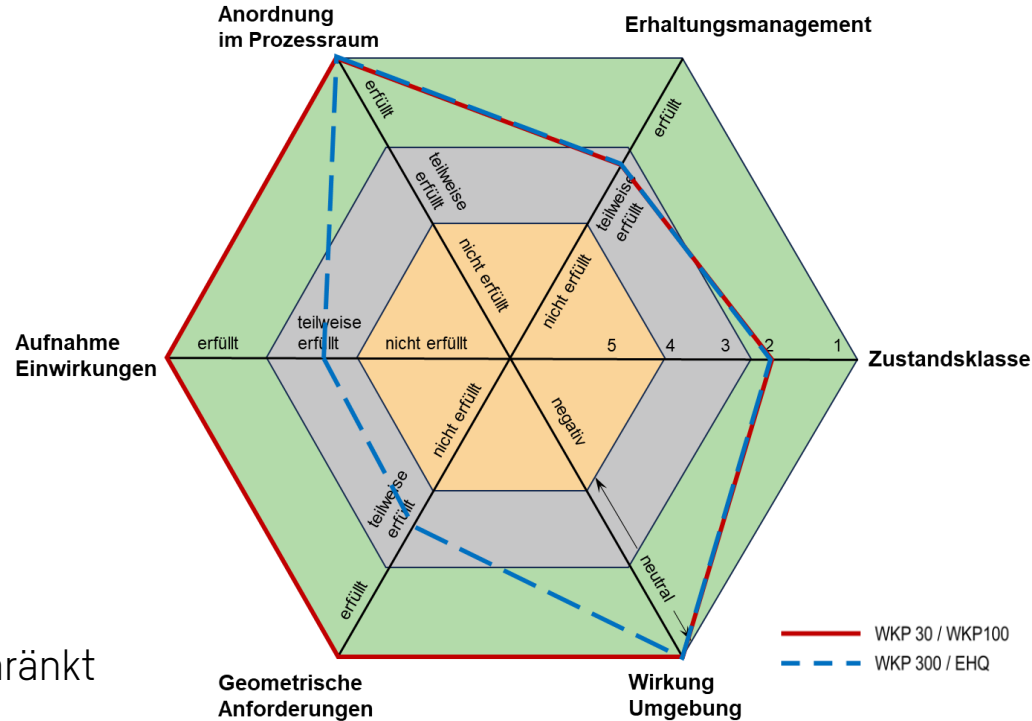 Anordnung
im Prozessraum
Erhaltungsmanagement
erfüllt
erfüllt
teilweise
erfüllt
teilweise
erfüllt
nicht erfüllt
nicht erfüllt
Aufnahme
Einwirkungen
erfüllt
teilweise
erfüllt
nicht erfüllt
5
4
3
2
1
Zustandsklasse
nicht erfüllt
negativ
teilweise
erfüllt
neutral
erfüllt
WKP 30 / WKP100
WKP 300 / EHQ
ränkt
Geometrische
Anforderungen
Wirkung
Umgebung